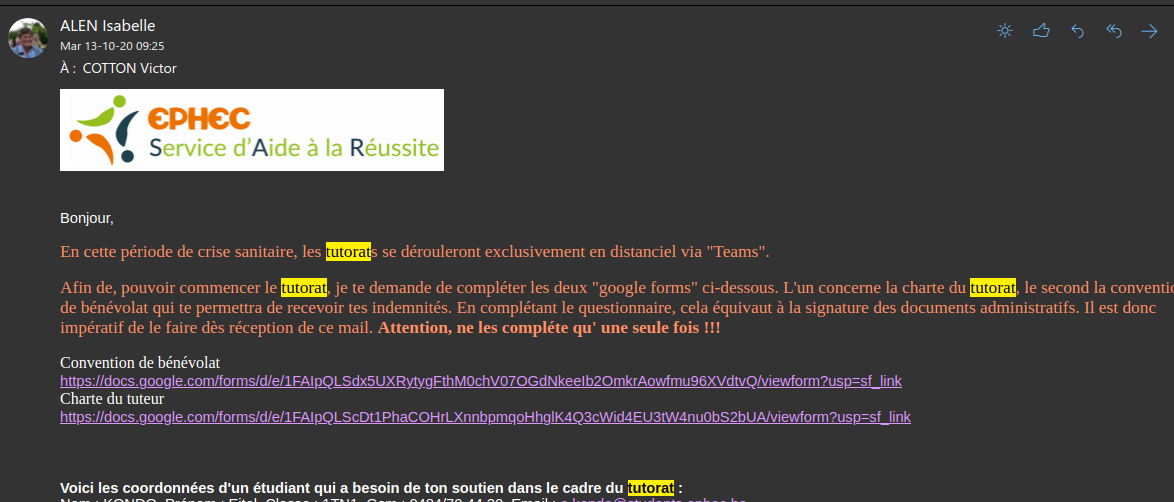 ALEN Isabelle
Mar 13-10-20 09:25
À : COTTON Victor
EPHEC
Service d'Aide à la Réussite
Bonjour,
En cette période de crise sanitaire, les tutorats se dérouleront exclusivement en distanciel via "Teams".
Afin de, pouvoir commencer le tutorat, je te demande de compléter les deux "google forms" ci-dessous. L'un concerne la charte du tutorat, le second la conventio
de bénévolat qui te permettra de recevoir tes indemnités. En complétant le questionnaire, cela équivaut à la signature des documents administratifs. Il est donc
impératif de le faire dès réception de ce mail. Attention, ne les compléte qu' une seule fois !!!
Convention de bénévolat
https://docs.google.com/forms/d/e/1FAIpQLSdx5UXRytygFthM0chV07OGdNkeeIb2OmkrAowfmu96XVdtvQ/viewform?usp=sf_link
Charte du tuteur
https://docs.google.com/forms/d/e/1FAIpQLScDt1PhaCOHrLXnnbpmqoHhglK4Q3cWid4EU3tW4nu0bS2bUA/viewform?usp=sf_link
Voici les coordonnées d'un étudiant qui a besoin de ton soutien dans le cadre du tutorat :